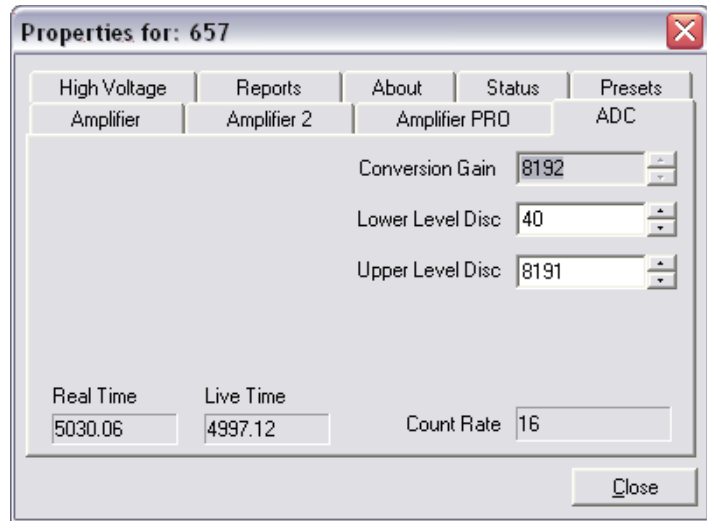 Properties for: 657
High Voltage Reports About Status Presets
Amplifier Amplifier 2 Amplifier PRO ADC
Conversion Gain 8192
Lower Level Disc 40
Upper Level Disc 8191
Real Time Live Time
5030.06 4997.12 Count Rate 16
Close